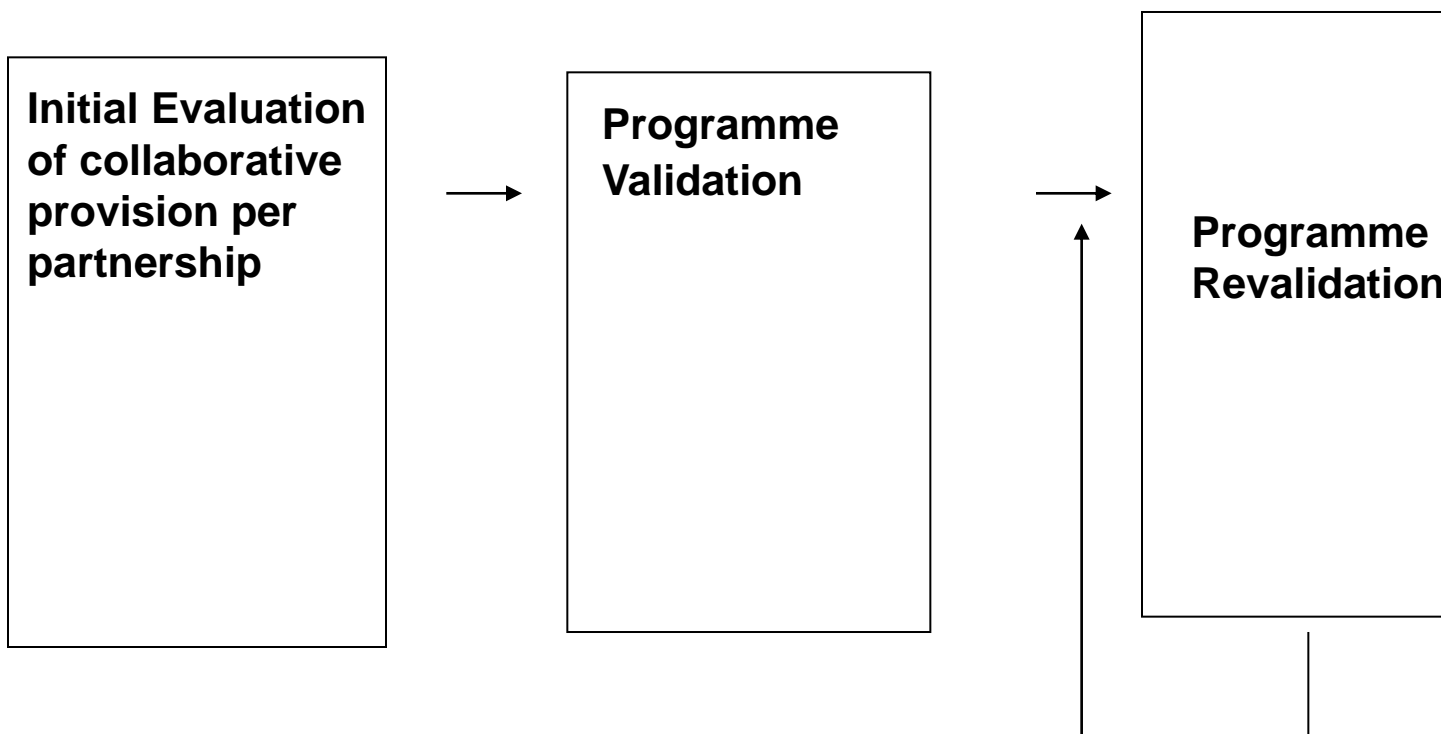 Initial Evaluation
of collaborative
provision per
partnership
Programme
Validation
Programme
Revalidation